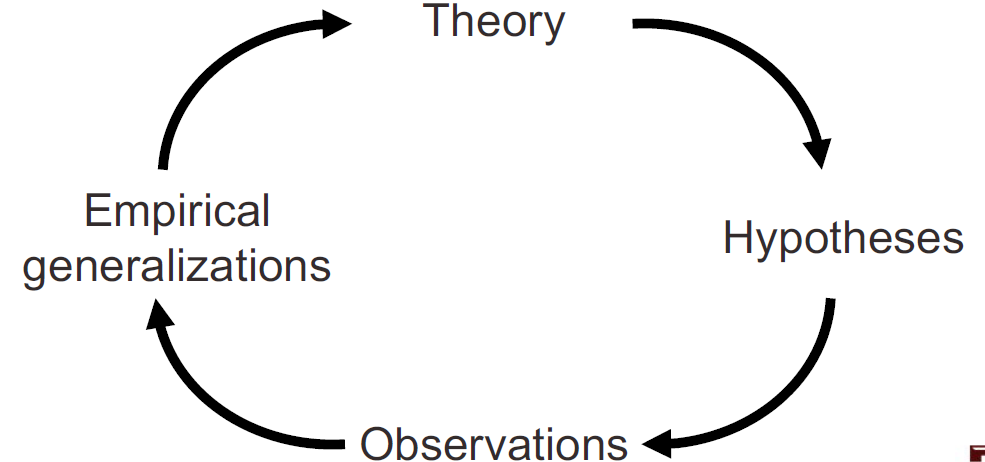 Theory
Empirical
generalizations
Hypotheses
Observations